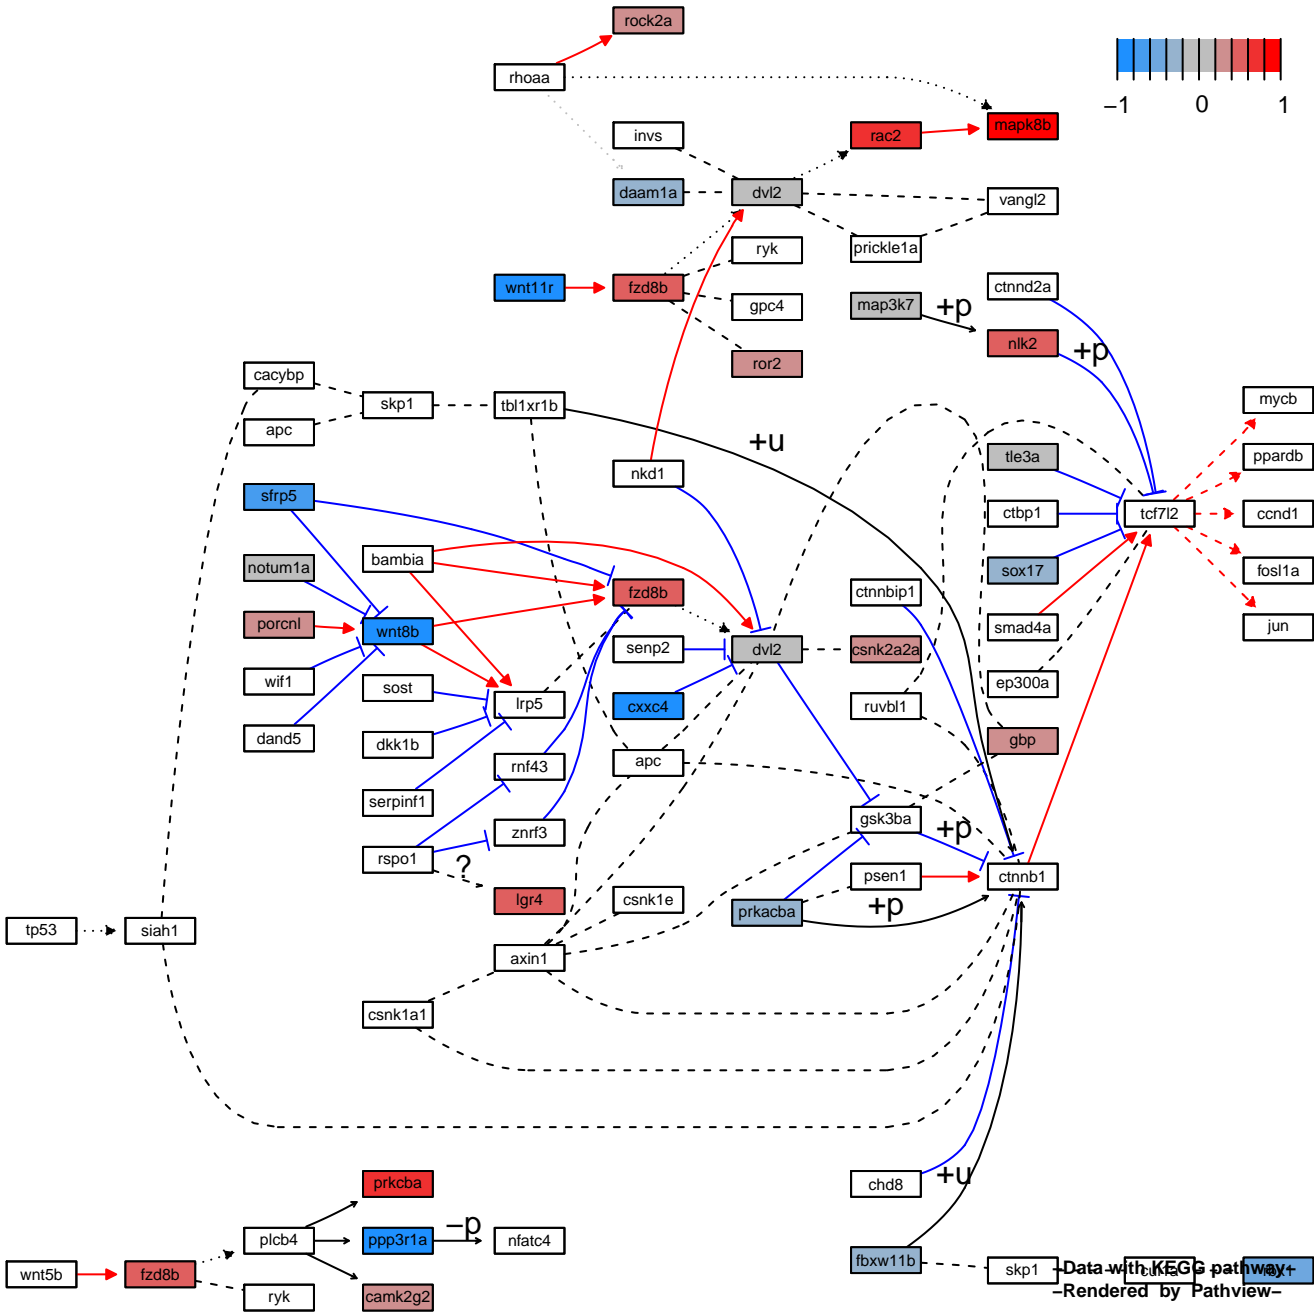 rock2a
rhoaa
−1 0 1
mapk8b
rac2
invs
daam1a
dvl2
vangl2
ryk
prickle1a
wnt11r
fzd8b
gpc4
map3k7
+p
ctnnd2a
nlk2
+p
ror2
cacybp
skp1
tbl1xr1b
apc
mycb
+u
nkd1
tle3a
ppardb
sfrp5
ctbp1
tcf7l2
ccnd1
bambia
notum1a
fzd8b
ctnnbip1
sox17
fosl1a
porcnl
wnt8b
senp2
dvl2
csnk2a2a
smad4a
jun
wif1
sost
lrp5
cxxc4
ruvbl1
ep300a
dand5
dkk1b
rnf43
apc
gbp
serpinf1
znrf3
gsk3ba
+p
rspo1
?
psen1
ctnnb1
lgr4
csnk1e
prkacba
+p
tp53
siah1
axin1
csnk1a1
prkcba
chd8
+u
plcb4
ppp3r1a
−p
nfatc4
wnt5b
fzd8b
fbxw11b
skp1
ryk
camk2g2
−Data with KEGG pathway−
−Rendered by Pathview−